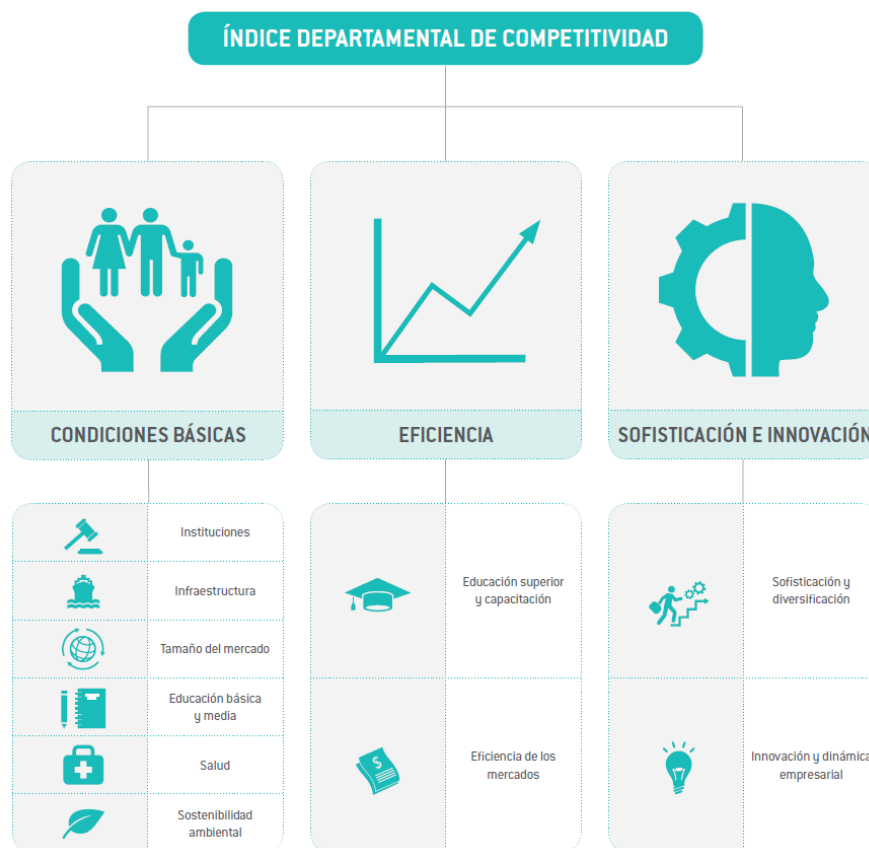 ÍNDICE DEPARTAMENTAL DE COMPETITIVIDAD
CONDICIONES BÁSICAS
EFICIENCIA
SOFISTICACIÓN E INNOVACIÓN
Instituciones
Infraestructura
Tamaño del mercado
Educación básica
y media
Salud
Sostenibilidad
ambiental
Educación superior
y capacitación
$
Eficiencia de los
mercados
Sofisticación y
diversificación
Innovación y dinámica
empresarial